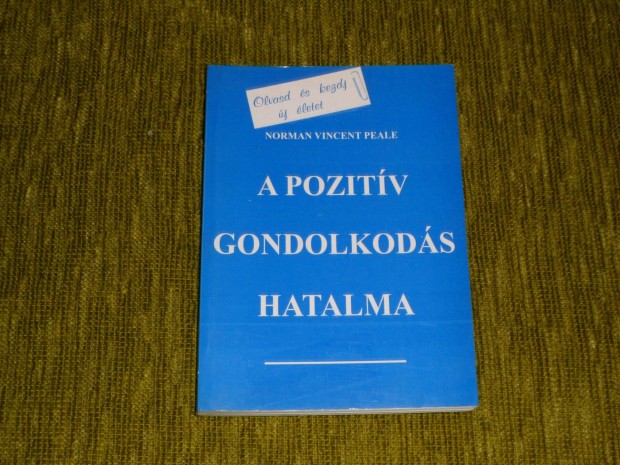 Olvasd és kezdj
új életet
NORMAN VINCENT PEALE
A POZITÍV
GONDOLKODÁS
HATALMA